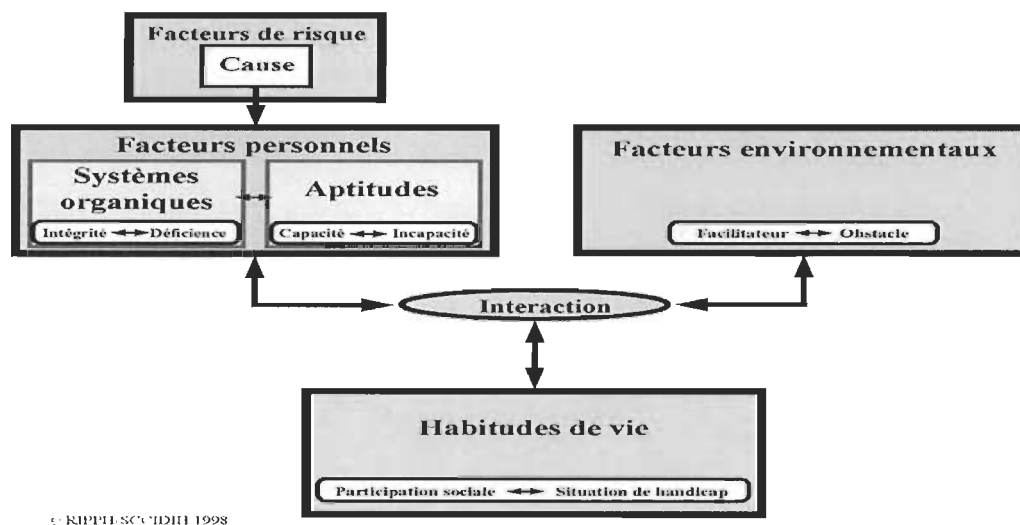 Facteurs de risque
Cause
Facteurs personnels
Systèmes
organiques
Intégrité
Déficience
Aptitudes
Capacité
Incapacité
Facteurs environnementaux
Facilitateur
Obstacle
Interaction
Habitudes de vie
Participation sociale
Situation de handicap
© RIPPH-SCCIDIH 1998